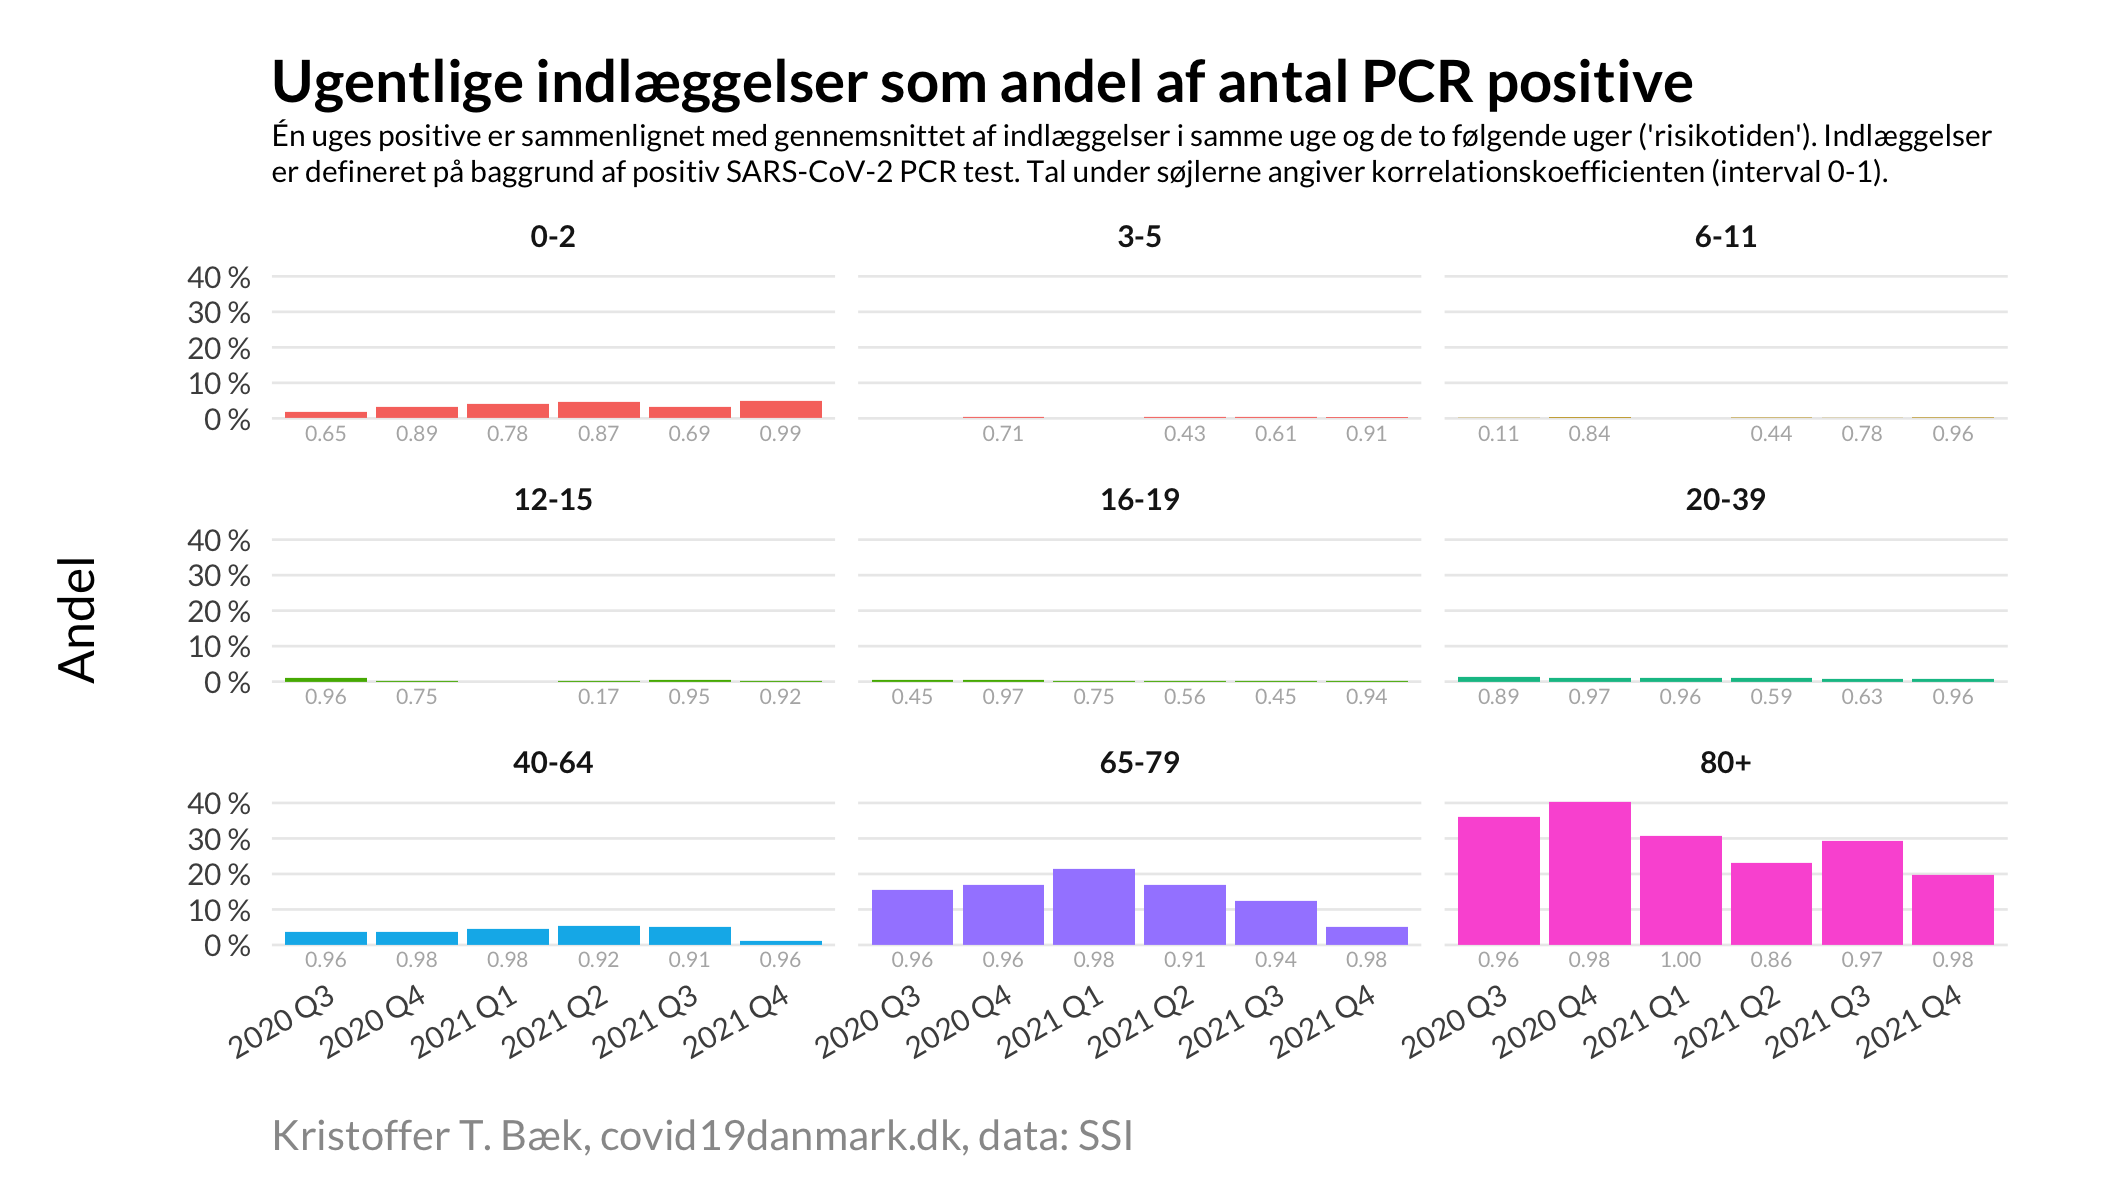 Ugentlige indlæggelser som andel af antal PCR positive
Én uges positive er sammenlignet med gennemsnittet af indlæggelser i samme uge og de to følgende uger ('risikotiden'). Indlæggelser
er defineret på baggrund af positiv SARS-CoV-2 PCR test. Tal under søjlerne angiver korrelationskoefficienten (interval 0-1).
0-2 3-5 6-11
40 %
30 %
20 %
10 %
0 %
0.65 0.89 0.78 0.87 0.69 0.99 0.71 0.43 0.61 0.91 0.11 0.84 0.44 0.78 0.96
12-15 16-19 20-39
40 %
30 %
20 %
10 %
0 %
0.96 0.75 0.17 0.95 0.92 0.45 0.97 0.75 0.56 0.45 0.94 0.89 0.97 0.96 0.59 0.63 0.96
Andel
40-64 65-79 80+
40 %
30 %
20 %
10 %
0 %
0.96 0.98 0.98 0.92 0.91 0.96 0.96 0.96 0.98 0.91 0.94 0.98 0.96 0.98 1.00 0.86 0.97 0.98
2020 Q3 2020 Q4 2021 Q1 2021 Q2 2021 Q3 2021 Q4 2020 Q3 2020 Q4 2021 Q1 2021 Q2 2021 Q3 2021 Q4 2020 Q3 2020 Q4 2021 Q1 2021 Q2 2021 Q3 2021 Q4
Kristoffer T. Bæk, covid19danmark.dk, data: SSI